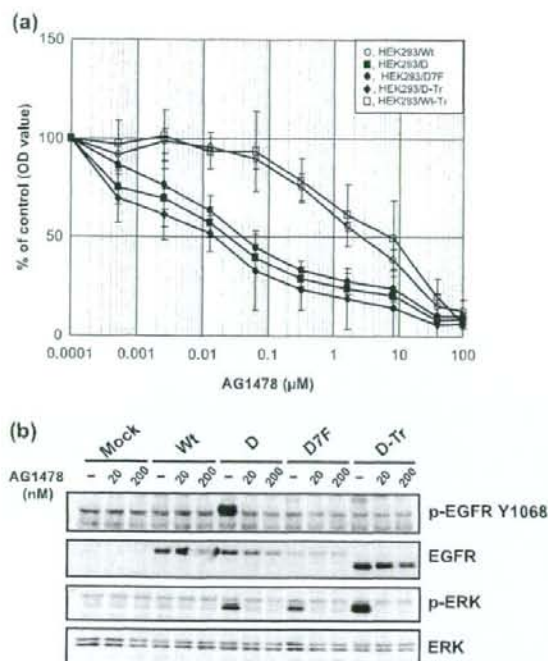 (a)
150
100
50
0
% of control (OD value)
HEK293/Wt
HEK293/D
HEK293/D7F
HEK293/D-Tr
HEK293/Wt-Tr
0.0001 0.001 0.01 0.1 1 10 100
AG1478 (µM)
(b)
Mock Wt D D7F D-Tr
AG1478 (nM) – 20 200 – 20 200 – 20 200 – 20 200 – 20 200
p-EGFR Y1068
EGFR
p-ERK
ERK